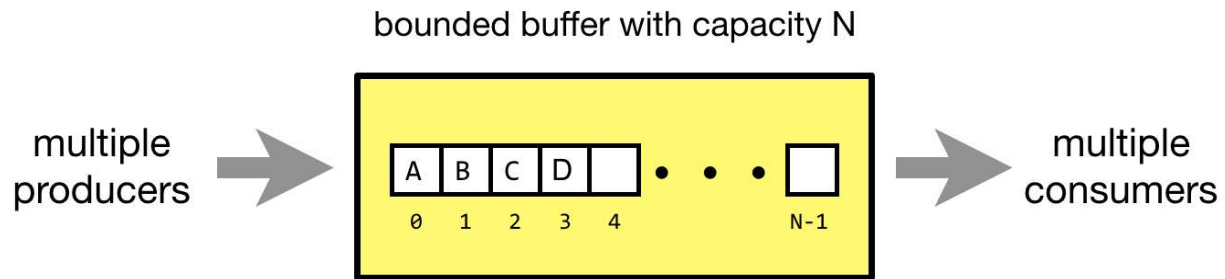 bounded buffer with capacity N
multiple
producers
A B C D
0 1 2 3 4 N-1
multiple
consumers